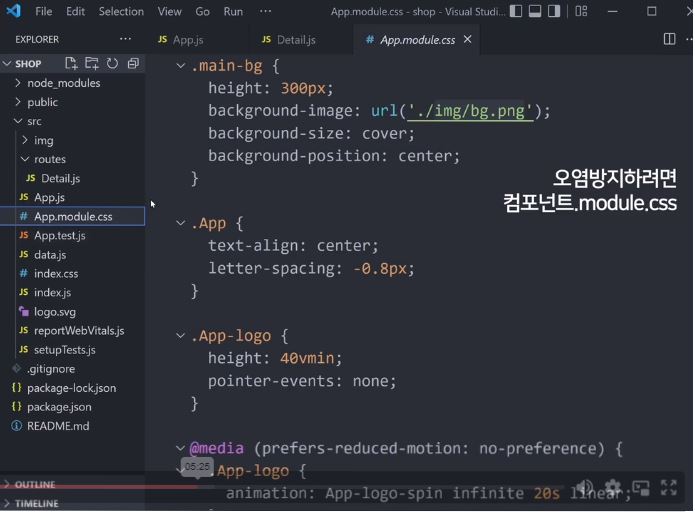 File Edit Selection View Go Run ··· App.module.css - shop - Visual Studi...
EXPLORER ···
JS App.js
JS Detail.js
# App.module.css
SHOP
node_modules
public
src
img
routes
JS Detail.js
JS App.js
# App.module.css
JS App.test.js
JS data.js
# index.css
JS index.js
logo.svg
JS reportWebVitals.js
JS setupTests.js
.gitignore
{} package-lock.json
{} package.json
README.md
OUTLINE
TIMELINE
.main-bg {
height: 300px;
background-image: url('./img/bg.png');
background-size: cover;
background-position: center;
}
.App {
text-align: center;
letter-spacing: -0.8px;
}
.App-logo {
height: 40vmin;
pointer-events: none;
}
@media (prefers-reduced-motion: no-preference) {
.App-logo {
animation: App-logo-spin infinite 20s linear;
오염방지하려면
컴포넌트.module.css
05:25